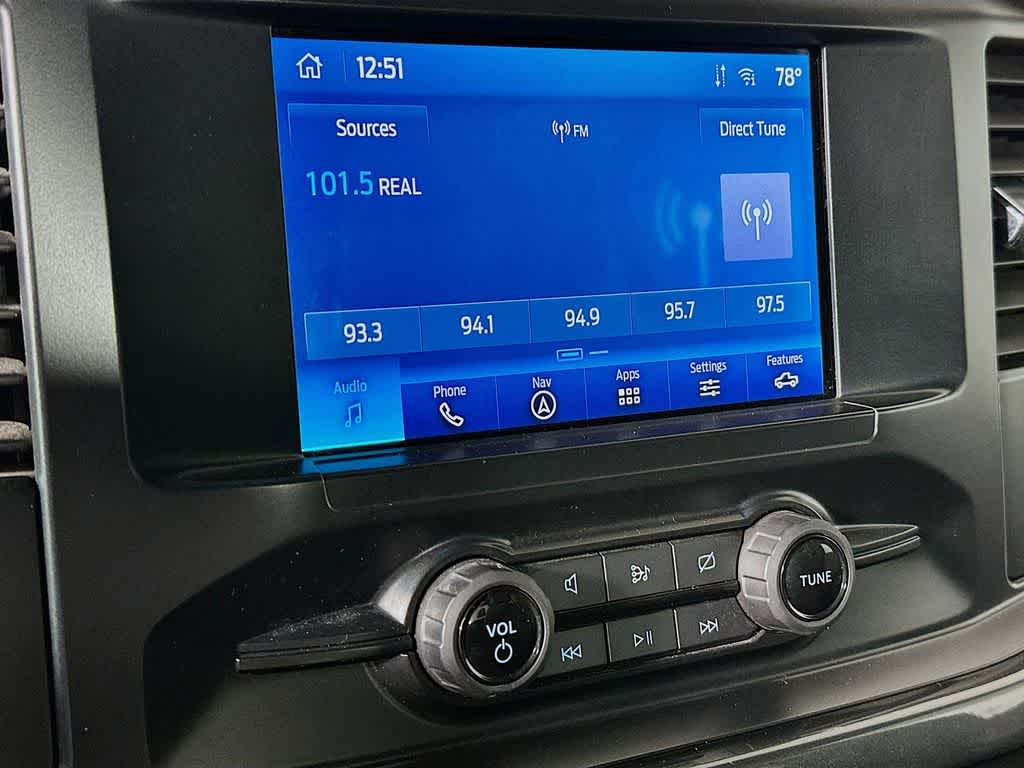 12:51 78°
Sources FM Direct Tune
101.5 REAL
93.3 94.1 94.9 95.7 97.5
Audio Phone Nav Apps Settings Features
VOL TUNE